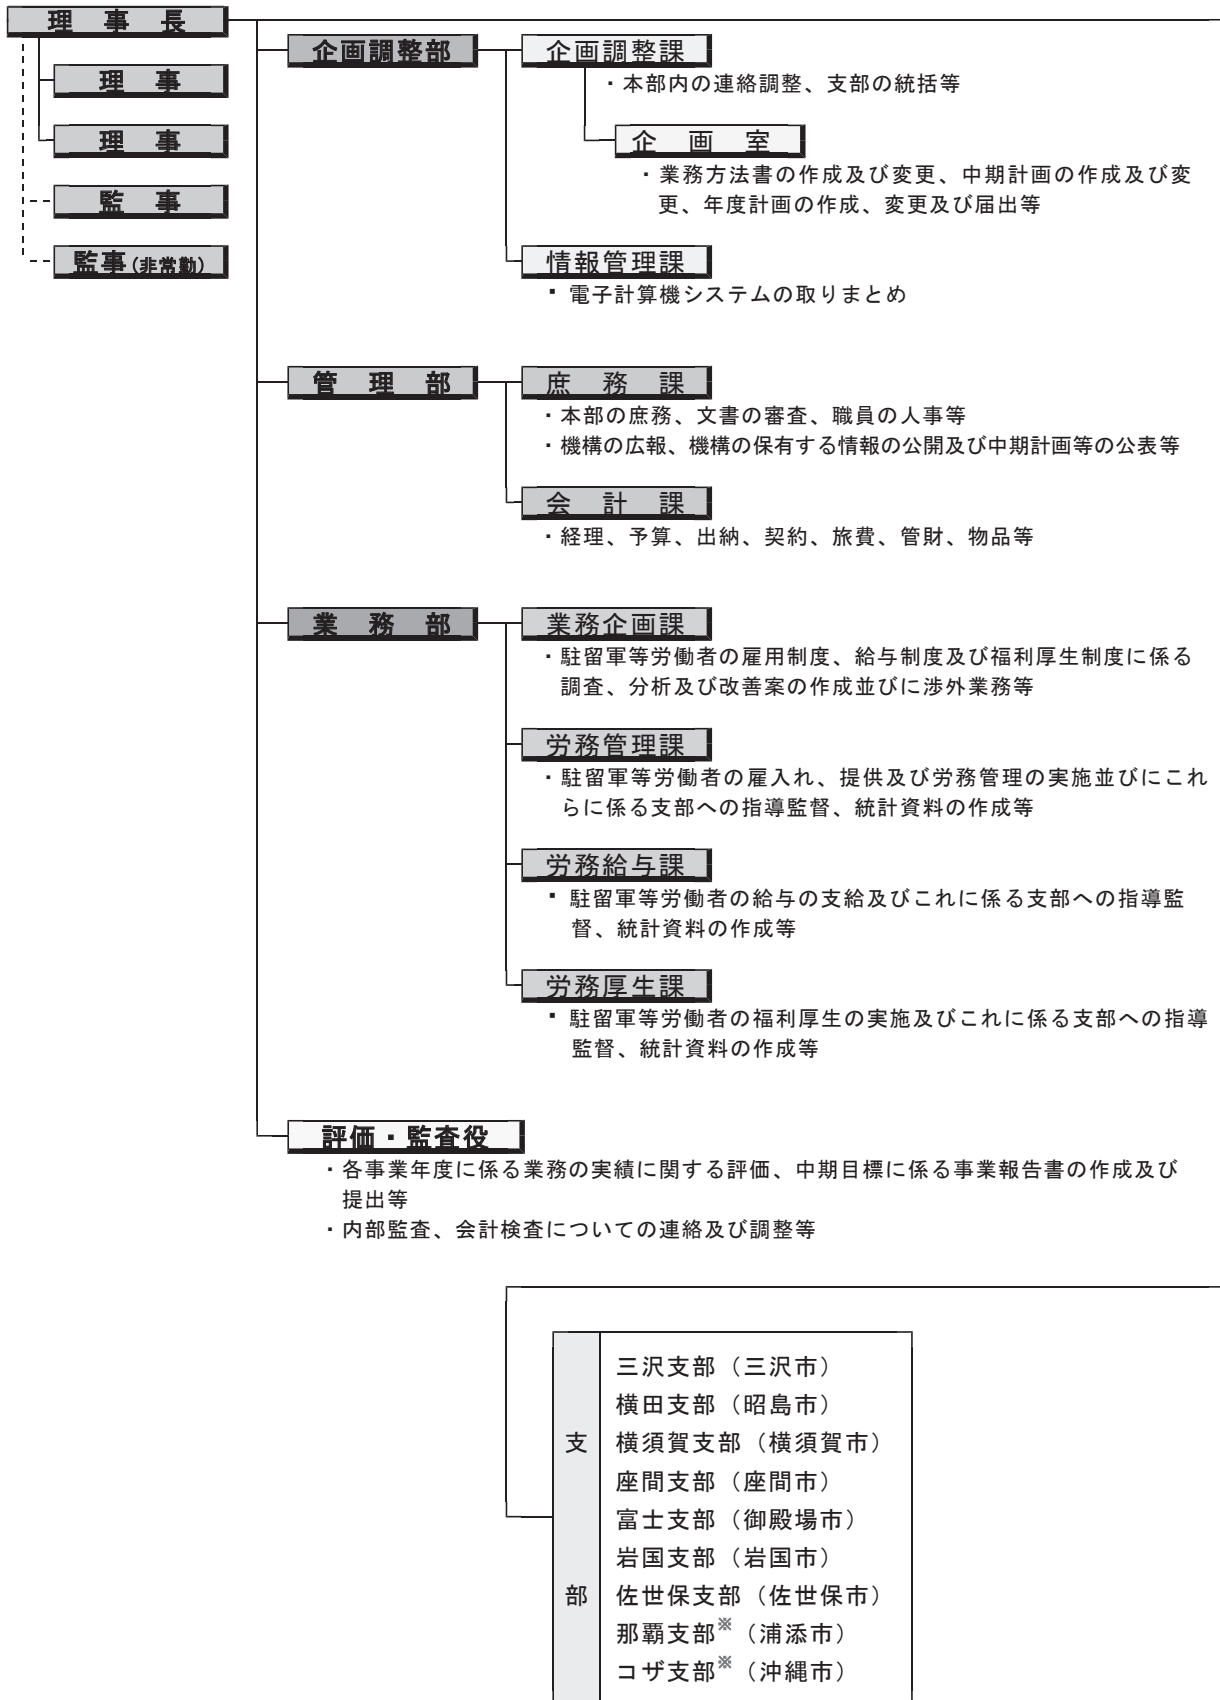 理事長
理事
理事
監事
監事(非常勤)
企画調整部
企画調整課
・本部内の連絡調整、支部の統括等
企画室
・業務方法書の作成及び変更、中期計画の作成及び変
更、年度計画の作成、変更及び届出等
情報管理課
・電子計算機システムの取りまとめ
管理部
庶務課
・本部の庶務、文書の審査、職員の人事等
・機構の広報、機構の保有する情報の公開及び中期計画等の公表等
会計課
・経理、予算、出納、契約、旅費、管財、物品等
業務部
業務企画課
・駐留軍等労働者の雇用制度、給与制度及び福利厚生制度に係る
調査、分析及び改善案の作成並びに渉外業務等
労務管理課
・駐留軍等労働者の雇入れ、提供及び労務管理の実施並びにこれ
らに係る支部への指導監督、統計資料の作成等
労務給与課
・駐留軍等労働者の給与の支給及びこれに係る支部への指導監
督、統計資料の作成等
労務厚生課
・駐留軍等労働者の福利厚生の実施及びこれに係る支部への指導
監督、統計資料の作成等
評価・監査役
・各事業年度に係る業務の実績に関する評価、中期目標に係る事業報告書の作成及び
提出等
・内部監査、会計検査についての連絡及び調整等
支部
三沢支部（三沢市）
横田支部（昭島市）
横須賀支部（横須賀市）
座間支部（座間市）
富士支部（御殿場市）
岩国支部（岩国市）
佐世保支部（佐世保市）
那覇支部※（浦添市）
コザ支部※（沖縄市）